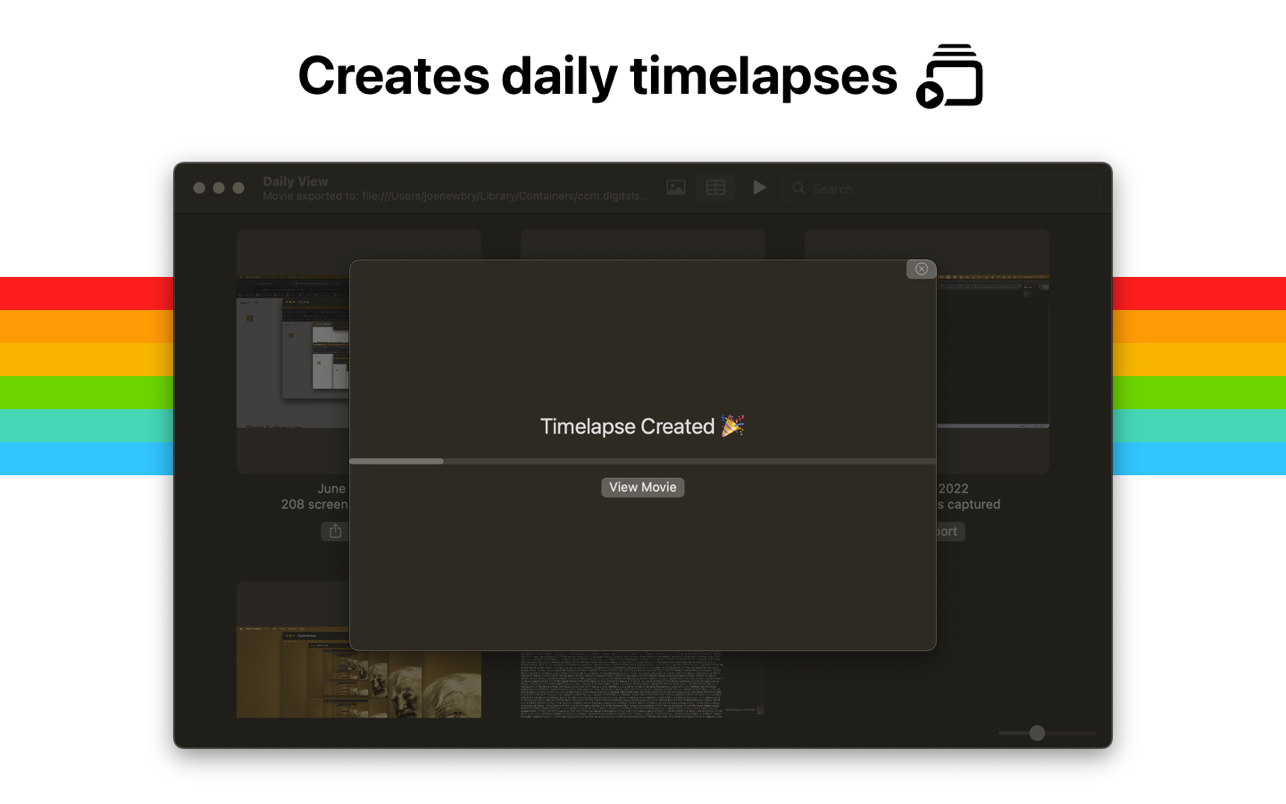 Creates daily timelapses
Daily View
Movie exported to: file:///Users/joenewbry/Library/Containers/com.digitals...
Search
Timelapse Created 🎉
View Movie
June
2022
208 screen
s captured
ort